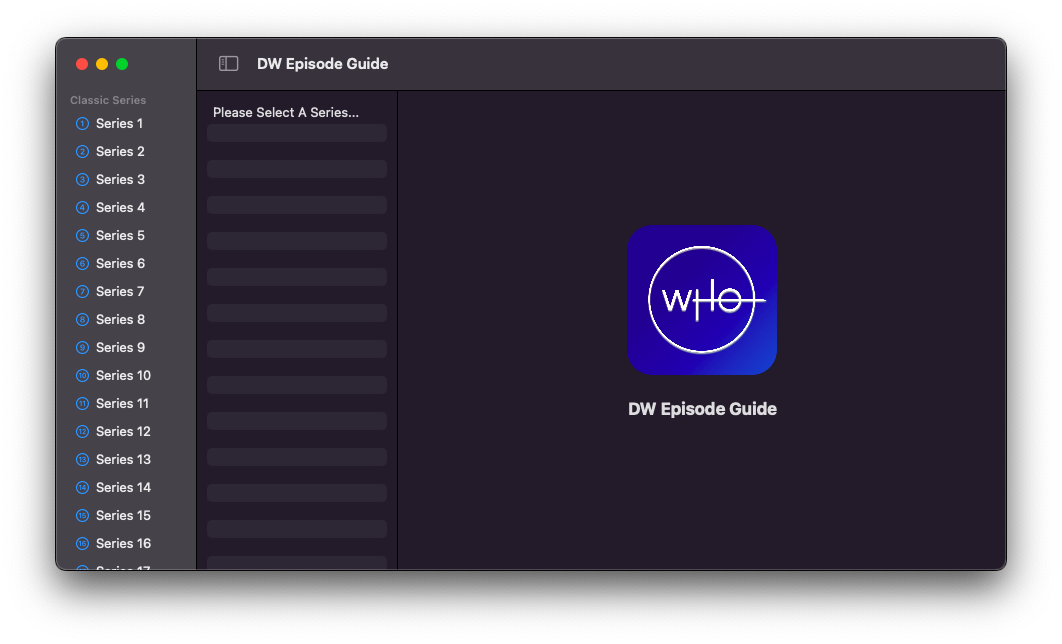 DW Episode Guide
Classic Series
1 Series 1
2 Series 2
3 Series 3
4 Series 4
5 Series 5
6 Series 6
7 Series 7
8 Series 8
9 Series 9
10 Series 10
11 Series 11
12 Series 12
13 Series 13
14 Series 14
15 Series 15
16 Series 16
Series 17
Please Select A Series...
WHO
DW Episode Guide